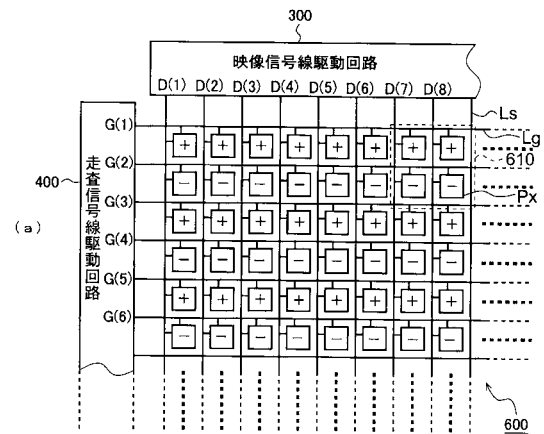 300
映像信号線駆動回路
D(1) D(2) D(3) D(4) D(5) D(6) D(7) D(8)
Ls
G(1)
Lg
+ + + + + + + +
610
G(2)
400
− − − − − − − −
Px
走査信号線駆動回路
G(3)
(a)
+ + + + + + + +
G(4)
− − − − − − − −
G(5)
+ + + + + + + +
G(6)
− − − − − − − −
600